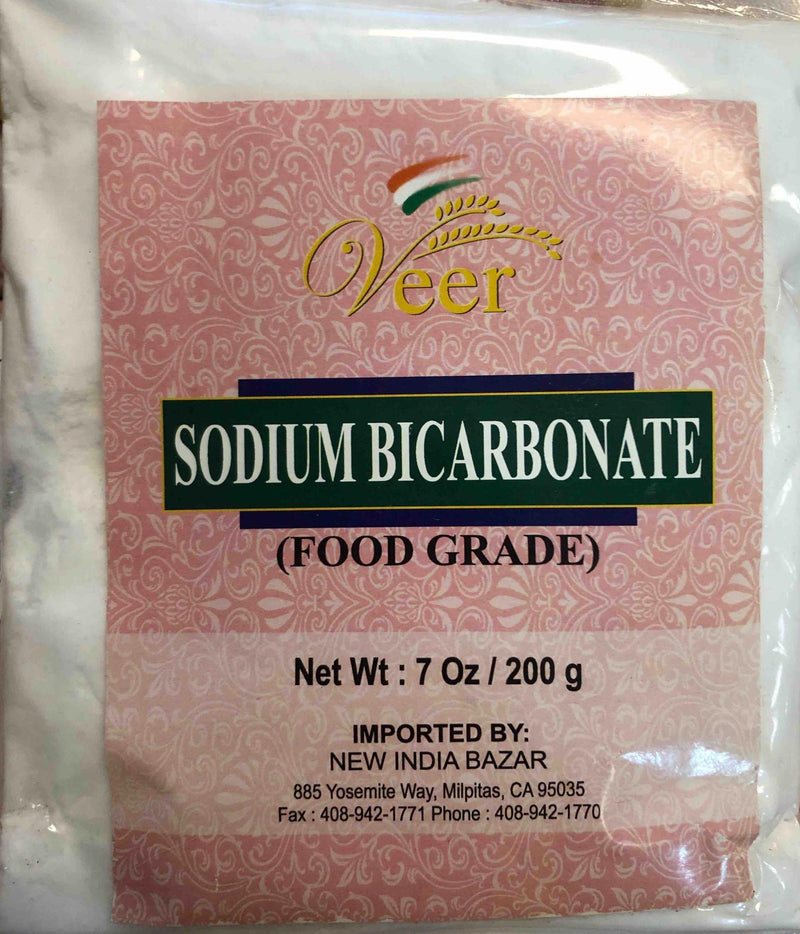 Veer
SODIUM BICARBONATE
(FOOD GRADE)
Net Wt : 7 Oz / 200 g
IMPORTED BY:
NEW INDIA BAZAR
885 Yosemite Way, Milpitas, CA 95035
Fax : 408-942-1771 Phone : 408-942-1770